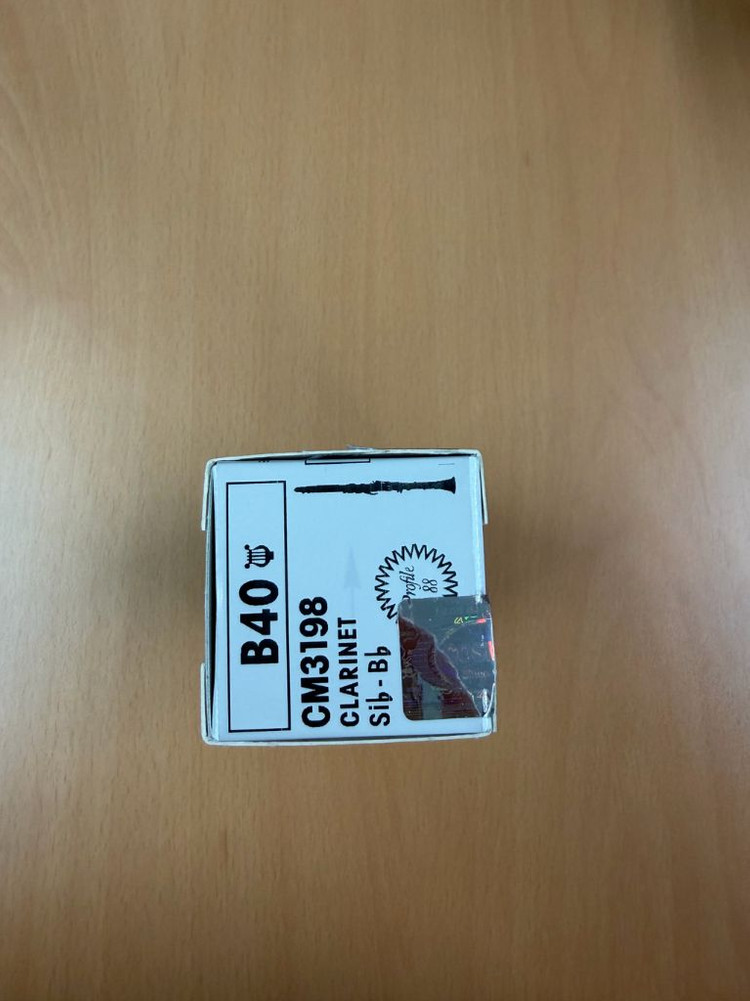 B40
CM3198
CLARINET
Si♭-B♭
Profile
88